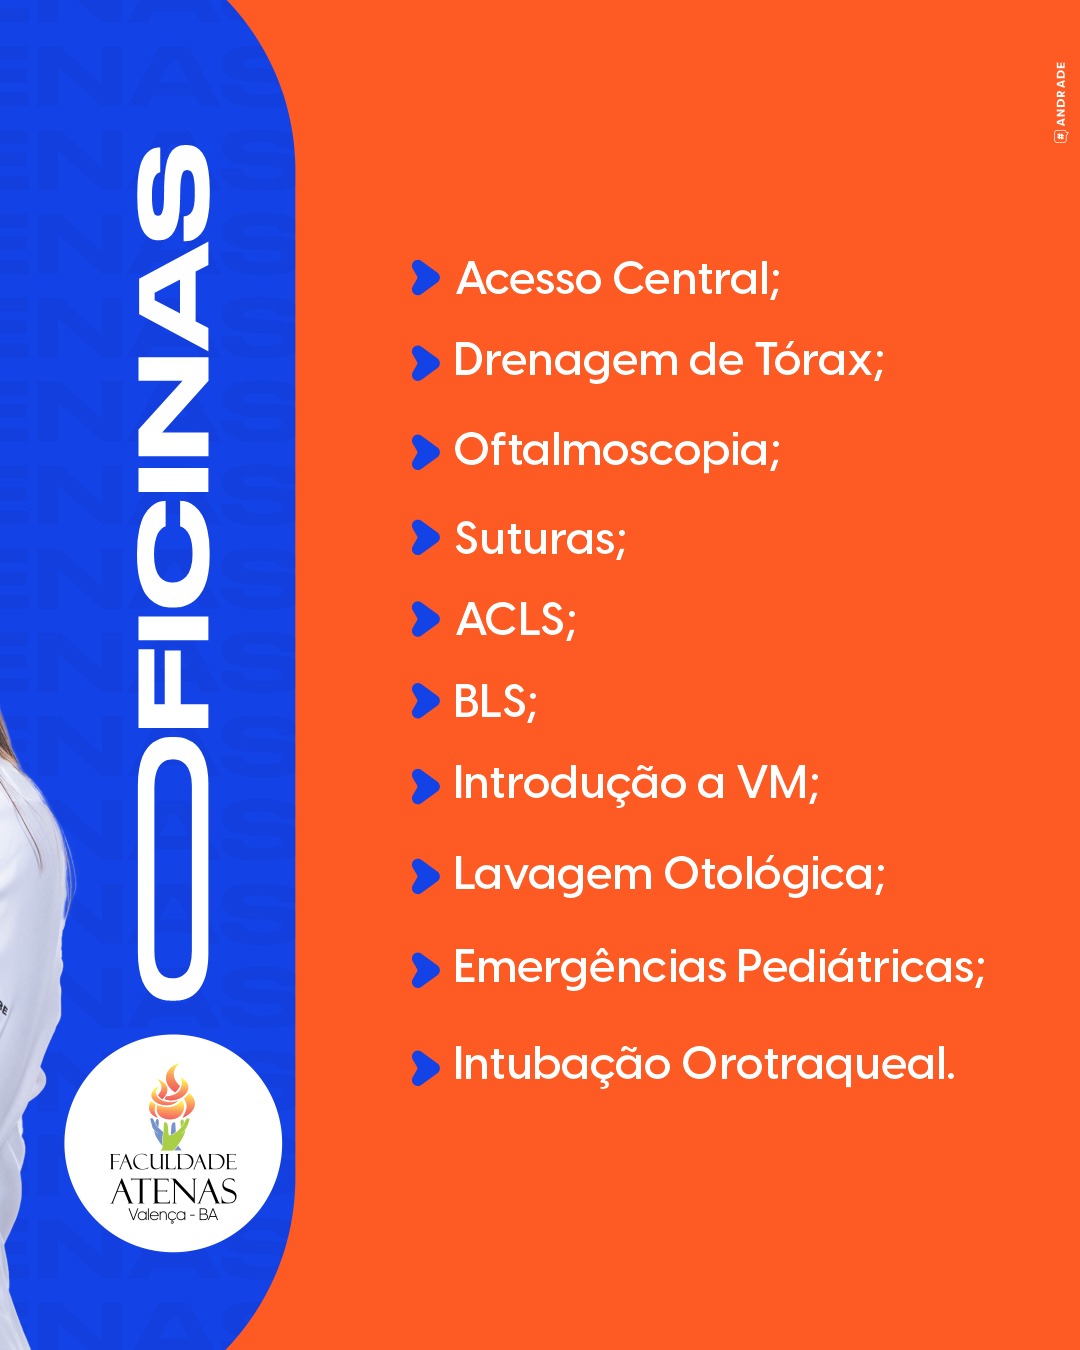 OFICINAS
Acesso Central;
Drenagem de Tórax;
Oftalmoscopia;
Suturas;
ACLS;
BLS;
Introdução a VM;
Lavagem Otológica;
Emergências Pediátricas;
Intubação Orotraqueal.
FACULDADE
ATENAS
Valença - BA
# ANDRADE